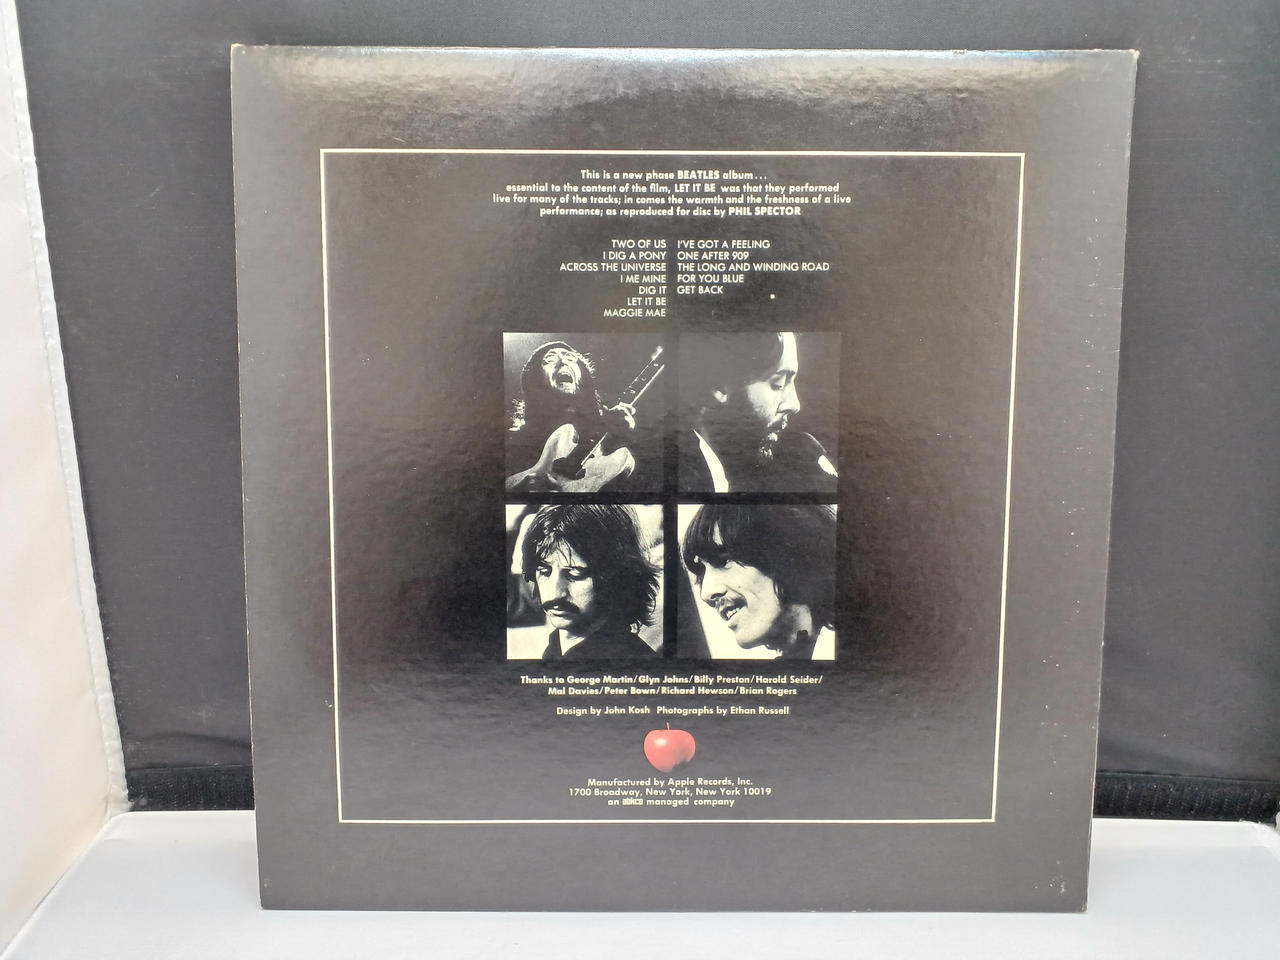 This is a new phase BEATLES album...
essential to the content of the film, LET IT BE was that they performed
live for many of the tracks; in comes the warmth and the freshness of a live
performance; as reproduced for disc by PHIL SPECTOR
TWO OF US
I DIG A PONY
ACROSS THE UNIVERSE
I ME MINE
DIG IT
LET IT BE
MAGGIE MAE
I'VE GOT A FEELING
ONE AFTER 909
THE LONG AND WINDING ROAD
FOR YOU BLUE
GET BACK
Thanks to George Martin/Glyn Johns/Billy Preston/Harold Seider/
Mal Davies/Peter Bown/Richard Hewson/Brian Rogers
Design by John Kosh Photographs by Ethan Russell
Manufactured by Apple Records, Inc.
1700 Broadway, New York, New York 10019
an abkco managed company